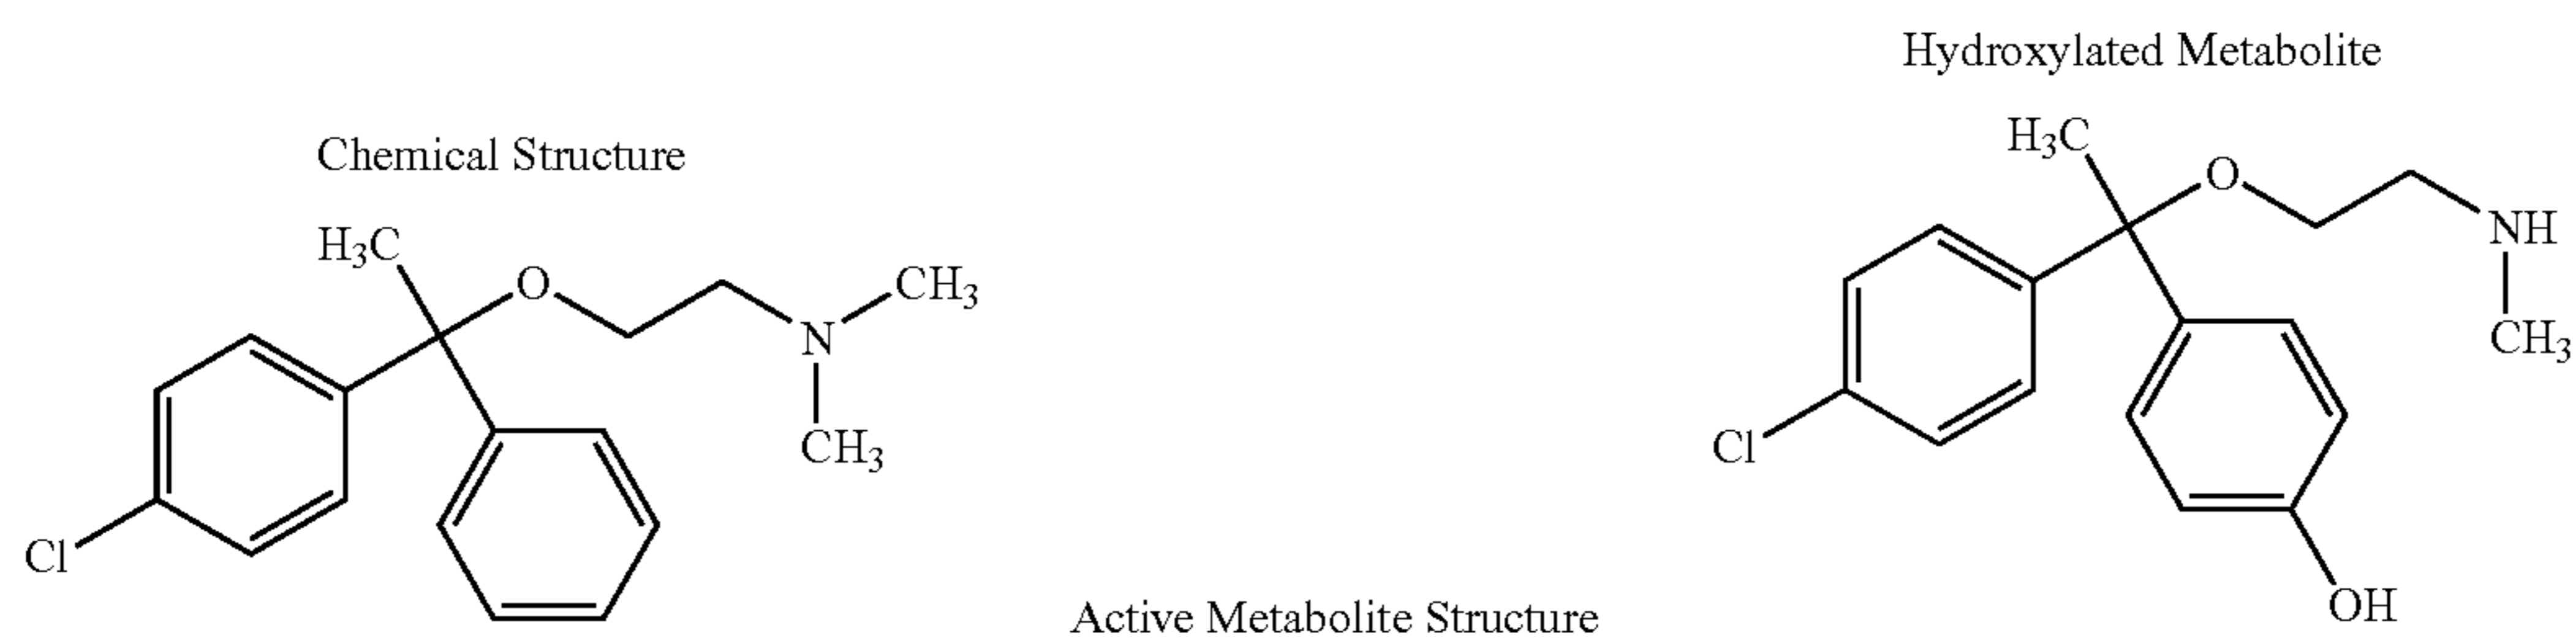 Hydroxylated Metabolite
Chemical Structure
H₃C
O
N
CH₃
CH₃
Cl
H₃C
O
NH
CH₃
Cl
OH
Active Metabolite Structure